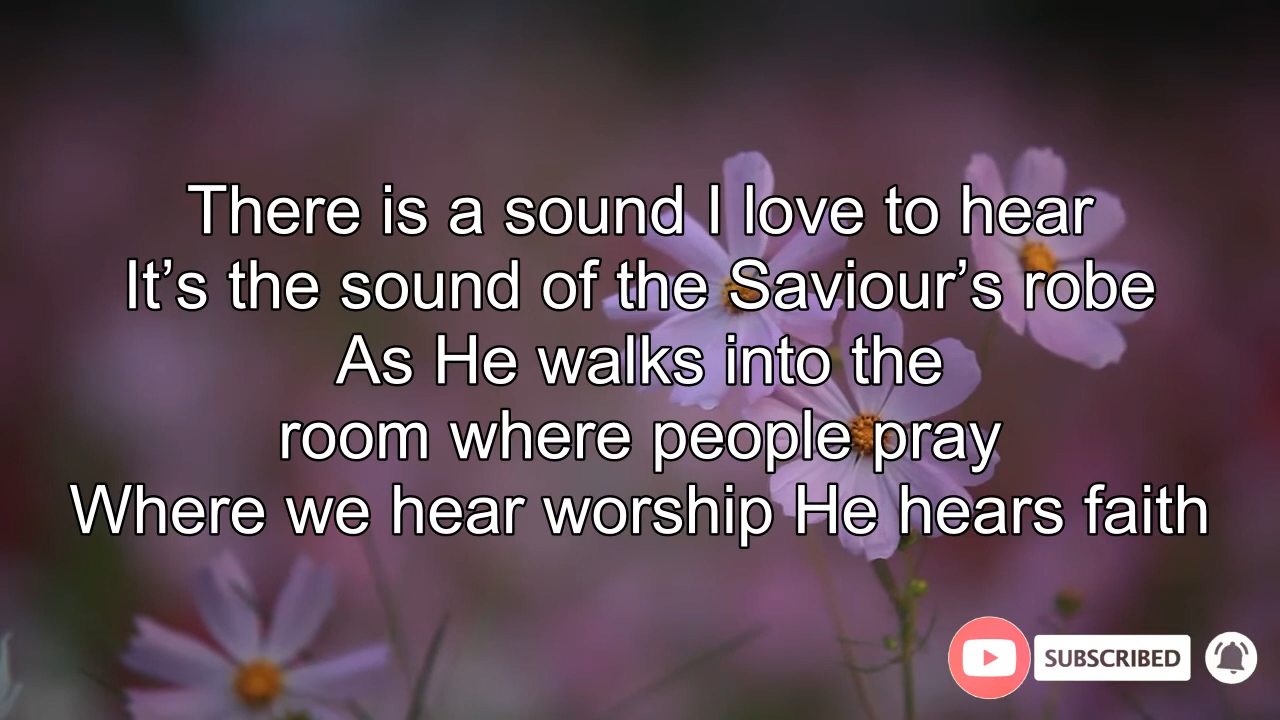 There is a sound I love to hear
It’s the sound of the Saviour’s robe
As He walks into the
room where people pray
Where we hear worship He hears faith
SUBSCRIBED